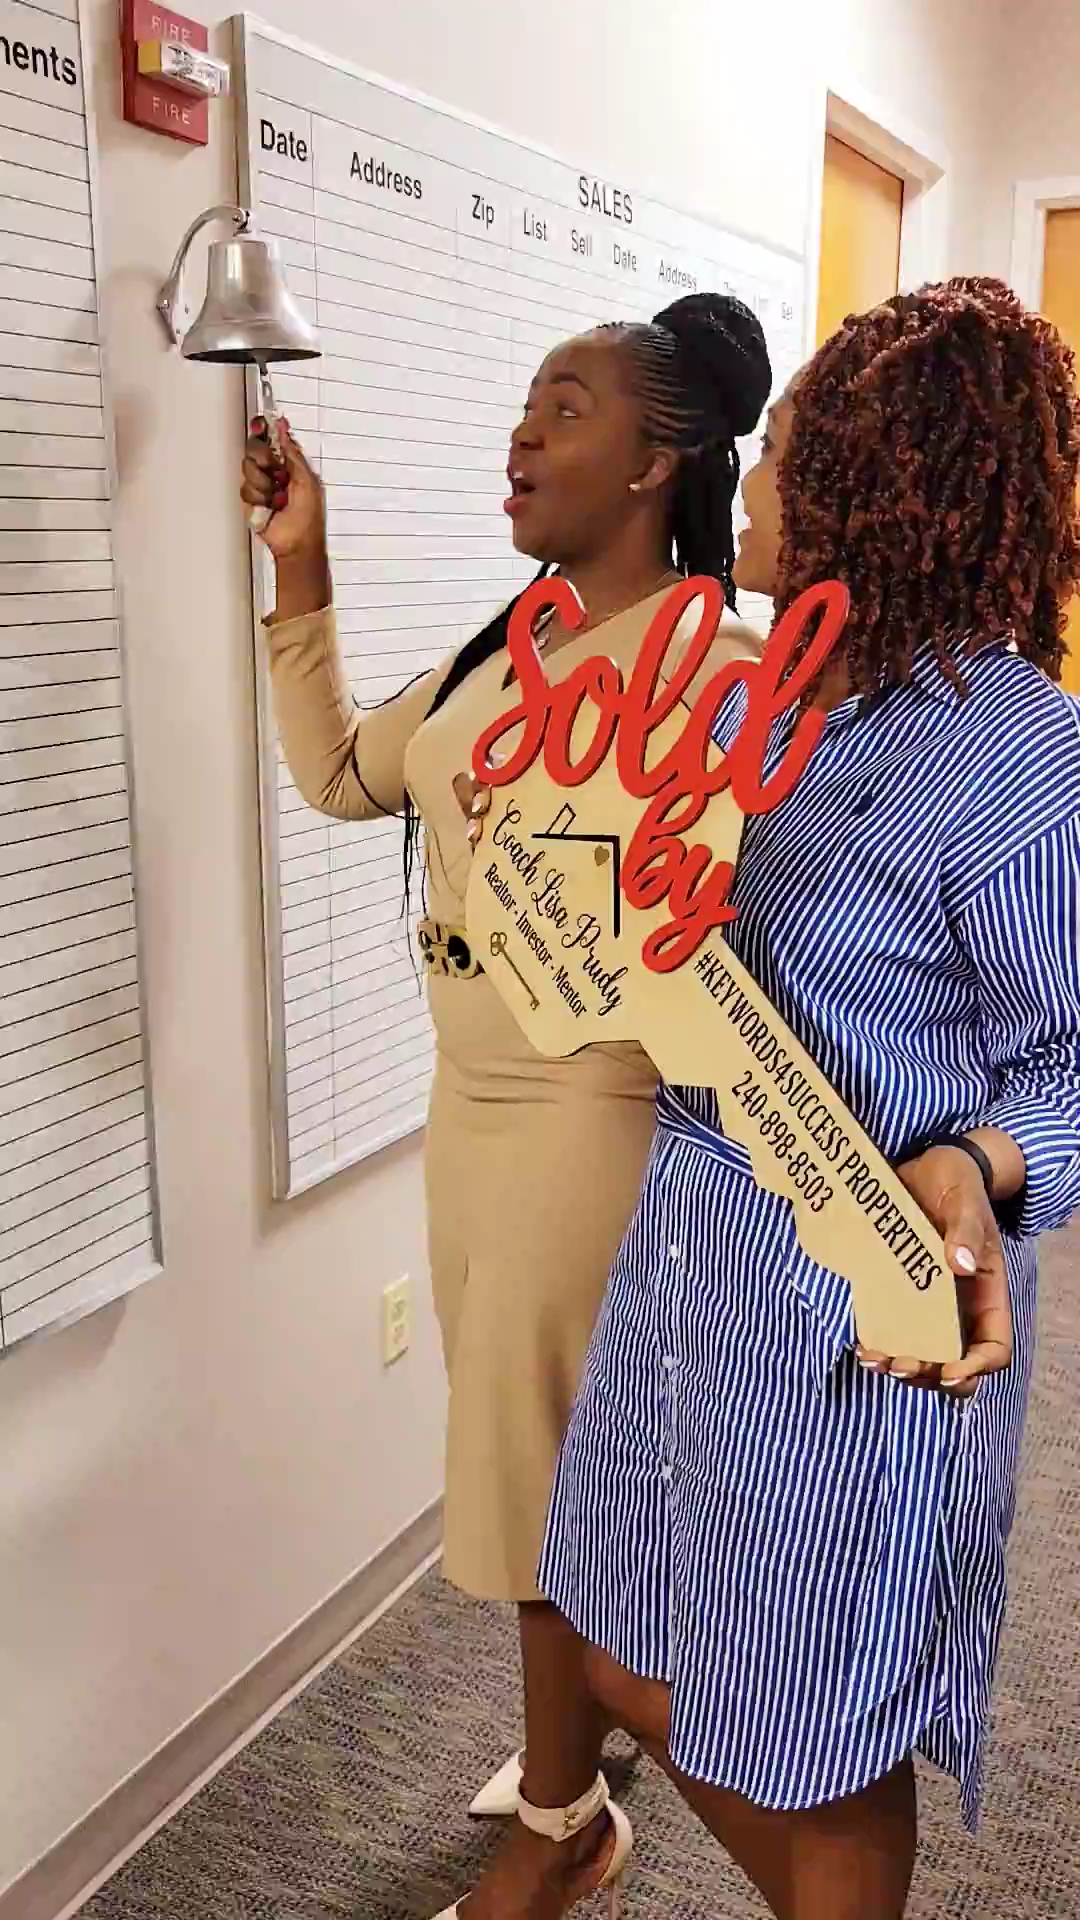 FIRE
FIRE
ents
SALES
Date Address Zip List Sell Date Address
Sold
by
Coach Lisa Prudy
Realtor - Investor - Mentor
#KEYWORDS4SUCCESS PROPERTIES
240-898-8503